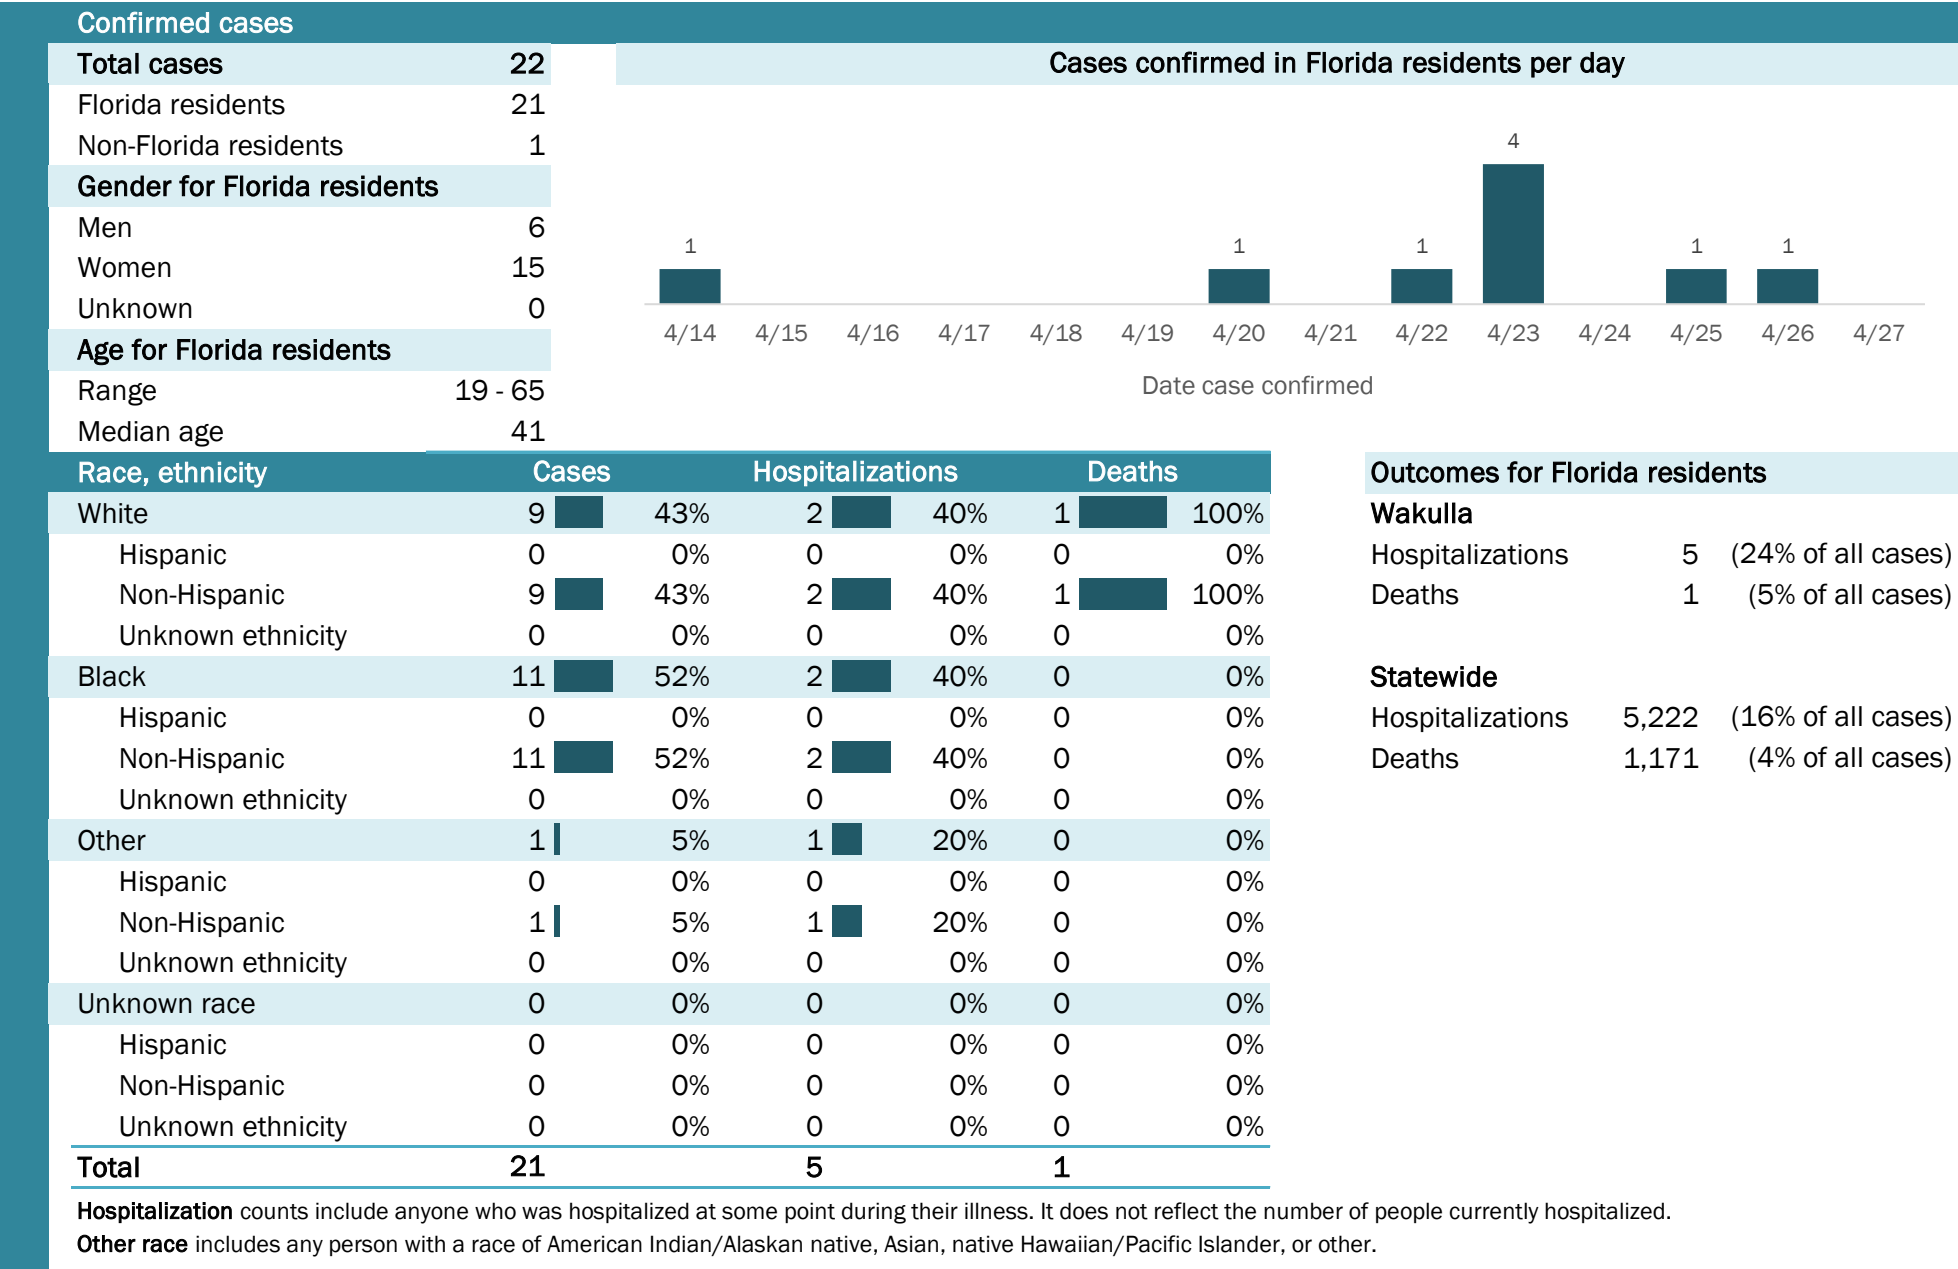 Confirmed cases
Total cases 22
Florida residents 21
Non-Florida residents 1
Gender for Florida residents
Men 6
Women 15
Unknown 0
Age for Florida residents
Range 19 - 65
Median age 41
Cases confirmed in Florida residents per day
1 1 1 4 1 1
4/14 4/15 4/16 4/17 4/18 4/19 4/20 4/21 4/22 4/23 4/24 4/25 4/26 4/27
Date case confirmed
Race, ethnicity Cases Hospitalizations Deaths
White 9 43% 2 40% 1 100%
Hispanic 0 0% 0 0% 0 0%
Non-Hispanic 9 43% 2 40% 1 100%
Unknown ethnicity 0 0% 0 0% 0 0%
Black 11 52% 2 40% 0 0%
Hispanic 0 0% 0 0% 0 0%
Non-Hispanic 11 52% 2 40% 0 0%
Unknown ethnicity 0 0% 0 0% 0 0%
Other 1 5% 1 20% 0 0%
Hispanic 0 0% 0 0% 0 0%
Non-Hispanic 1 5% 1 20% 0 0%
Unknown ethnicity 0 0% 0 0% 0 0%
Unknown race 0 0% 0 0% 0 0%
Hispanic 0 0% 0 0% 0 0%
Non-Hispanic 0 0% 0 0% 0 0%
Unknown ethnicity 0 0% 0 0% 0 0%
Total 21 5 1
Outcomes for Florida residents
Wakulla
Hospitalizations 5 (24% of all cases)
Deaths 1 (5% of all cases)
Statewide
Hospitalizations 5,222 (16% of all cases)
Deaths 1,171 (4% of all cases)
Hospitalization counts include anyone who was hospitalized at some point during their illness. It does not reflect the number of people currently hospitalized.
Other race includes any person with a race of American Indian/Alaskan native, Asian, native Hawaiian/Pacific Islander, or other.